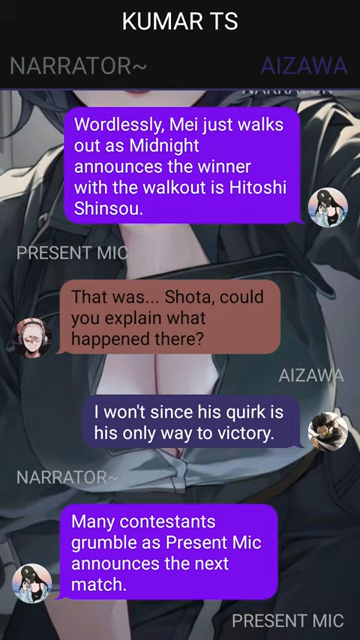 KUMAR TS
NARRATOR~ AIZAWA
NARRATOR~
Wordlessly, Mei just walks
out as Midnight
announces the winner
with the walkout is Hitoshi
Shinsou.
PRESENT MIC
That was... Shota, could
you explain what
happened there?
AIZAWA
I won't since his quirk is
his only way to victory.
NARRATOR~
Many contestants
grumble as Present Mic
announces the next
match.
PRESENT MIC